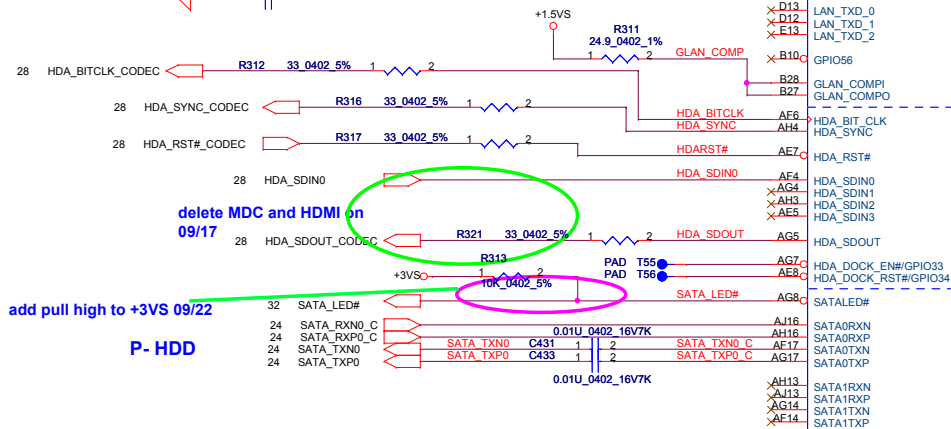 D13 LAN_TXD_0
D12 LAN_TXD_1
E13 LAN_TXD_2
+1.5VS
R311
24.9_0402_1%
1 2 GLAN_COMP
B10 GPIO56
28 HDA_BITCLK_CODEC R312 33_0402_5% 1 2
B28 GLAN_COMPI
B27 GLAN_COMPO
28 HDA_SYNC_CODEC R316 33_0402_5% 1 2
HDA_BITCLK AF6 HDA_BIT_CLK
HDA_SYNC AH4 HDA_SYNC
28 HDA_RST#_CODEC R317 33_0402_5% 1 2
HDARST# AE7 HDA_RST#
28 HDA_SDIN0 HDA_SDIN0 AF4 HDA_SDIN0
AG4 HDA_SDIN1
AH3 HDA_SDIN2
AE5 HDA_SDIN3
delete MDC and HDMI on
09/17
28 HDA_SDOUT_CODEC R321 33_0402_5% 1 2 HDA_SDOUT AG5 HDA_SDOUT
PAD T55 AG7 HDA_DOCK_EN#/GPIO33
PAD T56 AE8 HDA_DOCK_RST#/GPIO34
R313
+3VS 1 2
10K_0402_5%
32 SATA_LED# SATA_LED# AG8 SATALED#
add pull high to +3VS 09/22
24 SATA_RXN0_C AJ16 SATA0RXN
24 SATA_RXP0_C 0.01U_0402_16V7K AH16 SATA0RXP
24 SATA_TXN0 SATA_TXN0 C431 1 2 SATA_TXN0_C AF17 SATA0TXN
24 SATA_TXP0 SATA_TXP0 C433 1 2 SATA_TXP0_C AG17 SATA0TXP
P- HDD
0.01U_0402_16V7K
AH13 SATA1RXN
AJ13 SATA1RXP
AG14 SATA1TXN
AF14 SATA1TXP